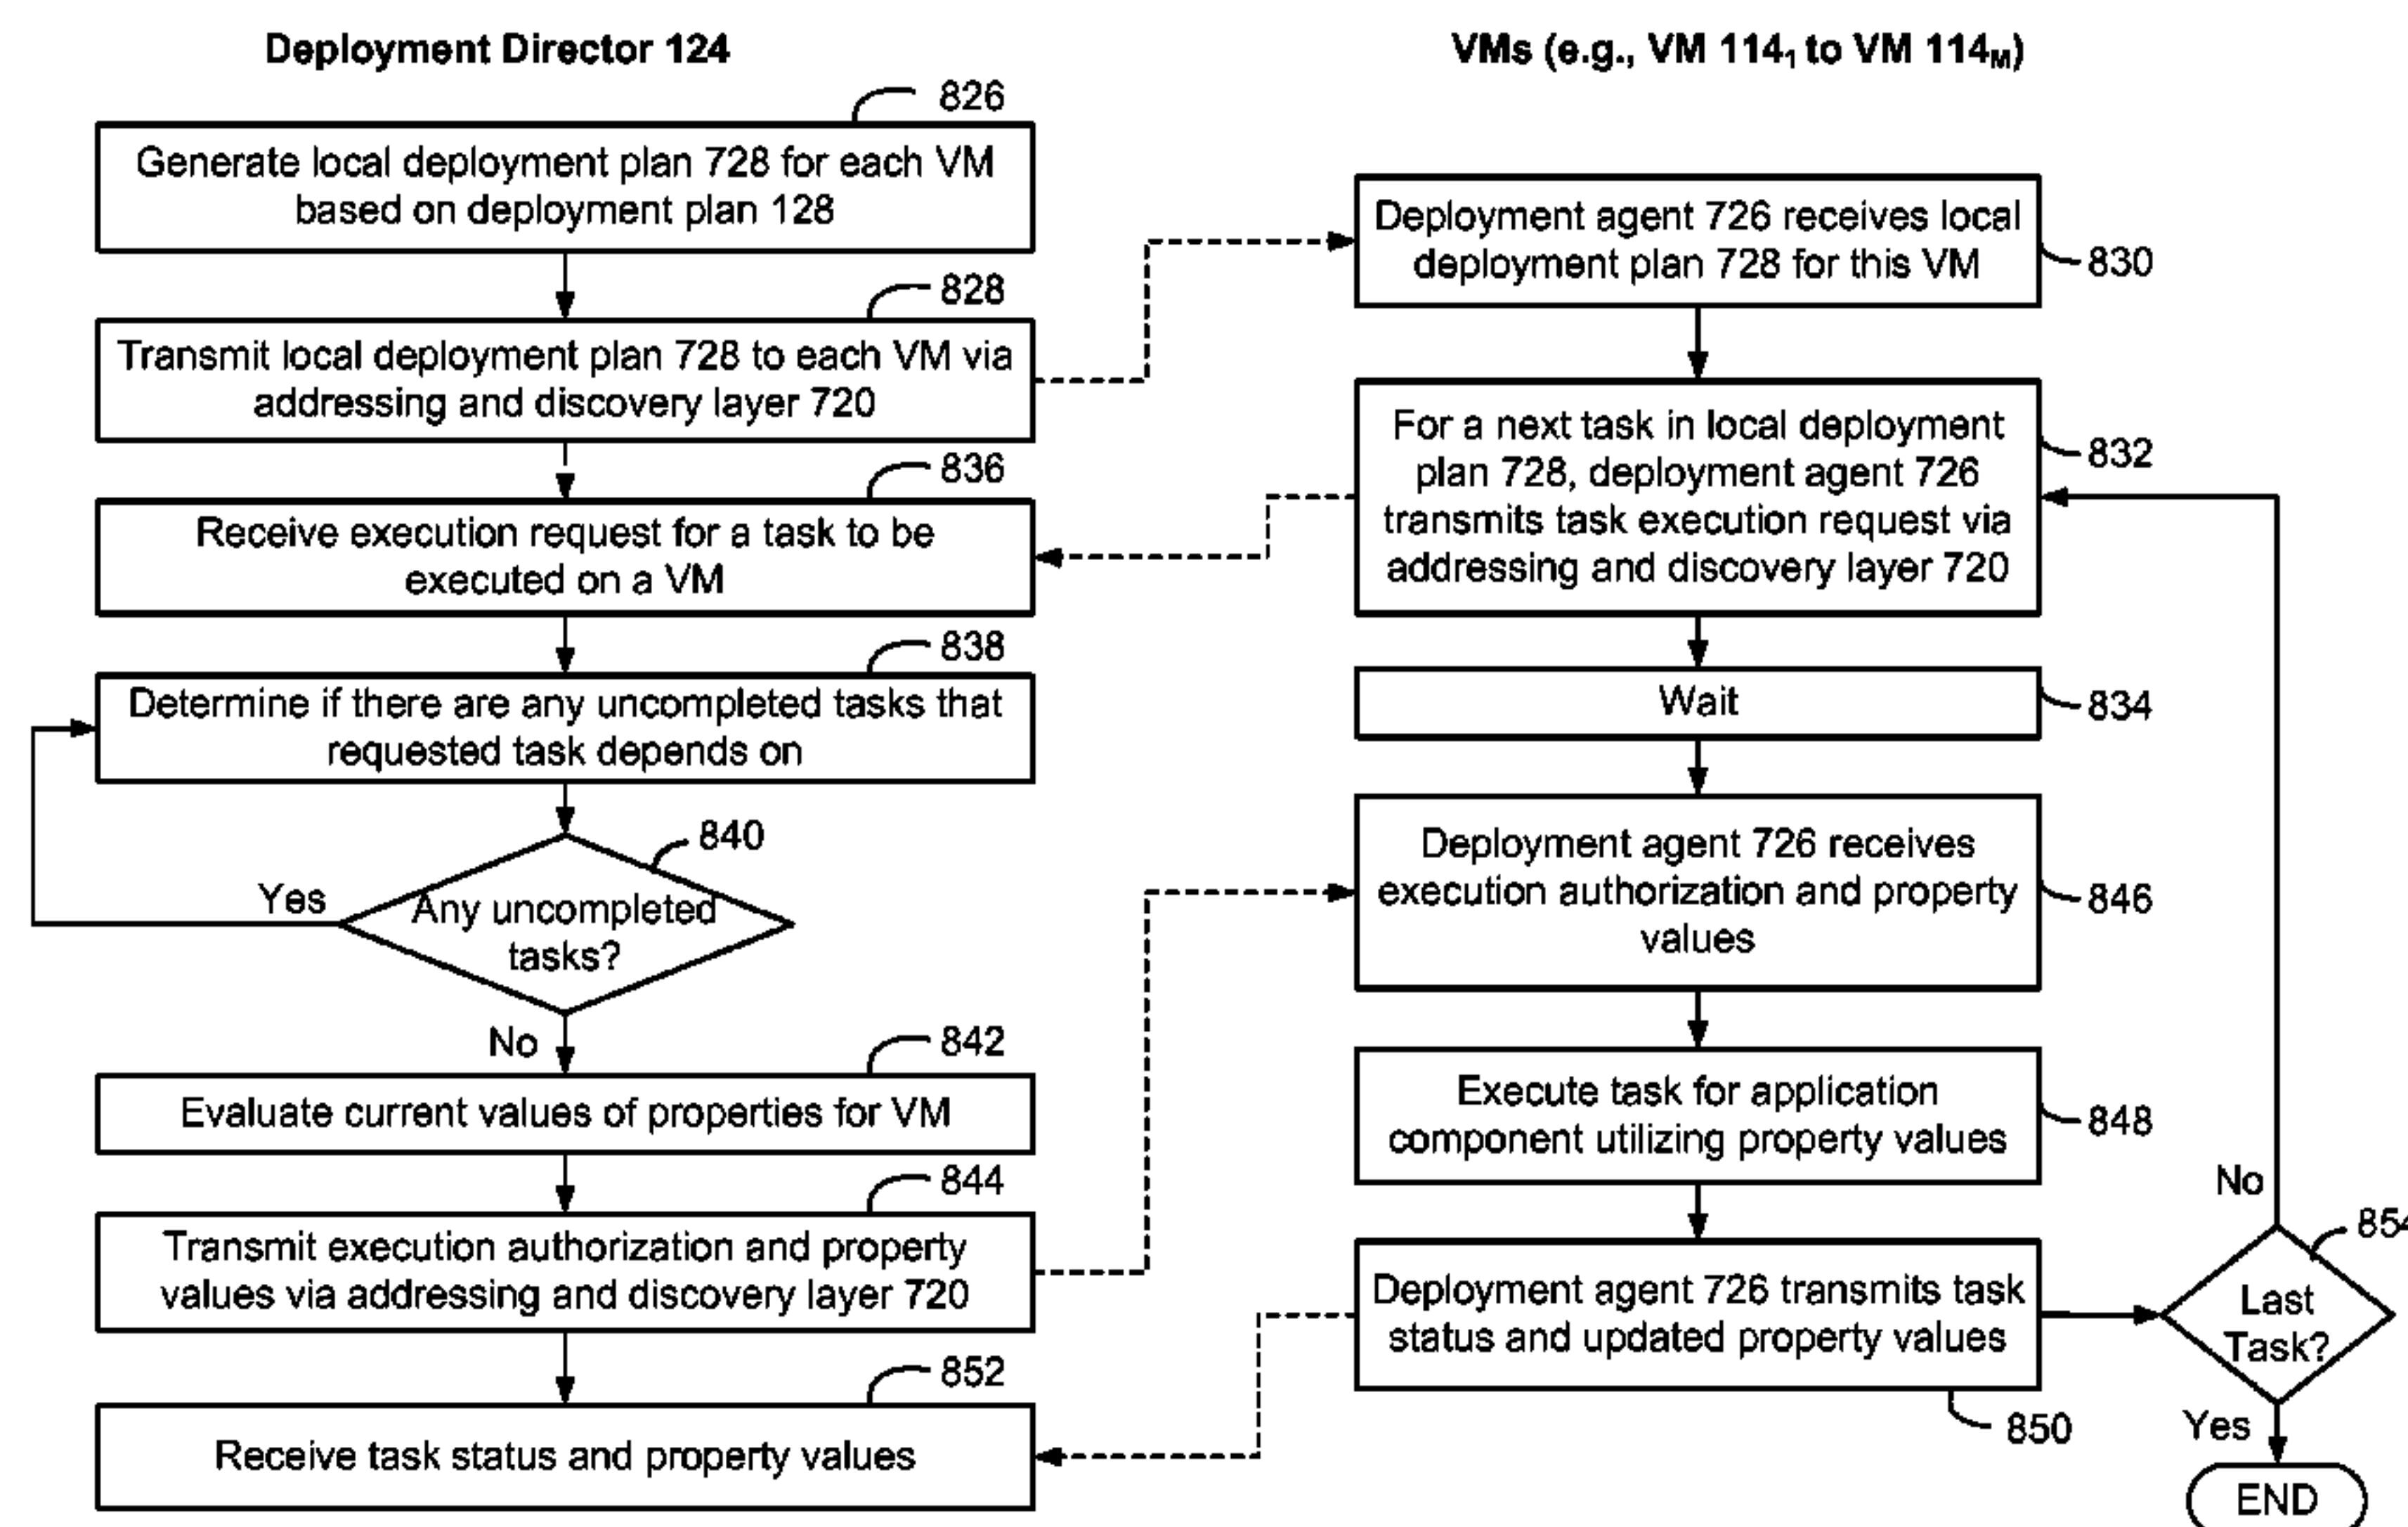 Deployment Director 124
826
Generate local deployment plan 728 for each VM
based on deployment plan 128
828
Transmit local deployment plan 728 to each VM via
addressing and discovery layer 720
836
Receive execution request for a task to be
executed on a VM
838
Determine if there are any uncompleted tasks that
requested task depends on
840
Yes
Any uncompleted
tasks?
No
842
Evaluate current values of properties for VM
844
Transmit execution authorization and property
values via addressing and discovery layer 720
852
Receive task status and property values
VMs (e.g., VM 114₁ to VM 114ₘ)
Deployment agent 726 receives local
deployment plan 728 for this VM
830
For a next task in local deployment
plan 728, deployment agent 726
transmits task execution request via
addressing and discovery layer 720
832
Wait
834
Deployment agent 726 receives
execution authorization and property
values
846
Execute task for application
component utilizing property values
848
Deployment agent 726 transmits task
status and updated property values
850
No
854
Last
Task?
Yes
END